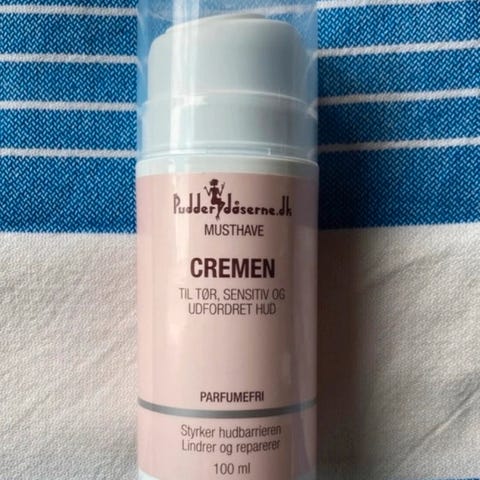 Pudderdåserne.dk
MUSTHAVE
CREMEN
TIL TØR, SENSITIV OG
UDFORDRET HUD
PARFUMEFRI
Styrker hudbarrieren
Lindrer og reparerer
100 ml